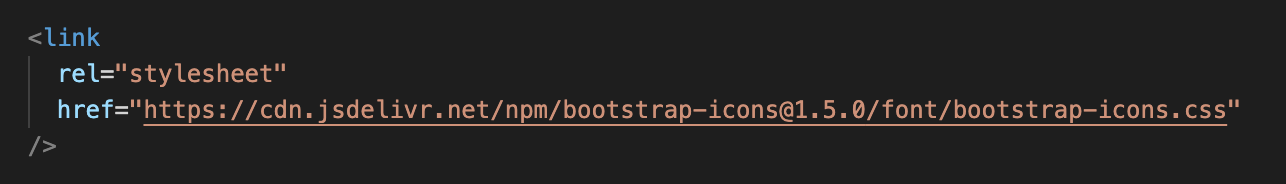 <link
rel="stylesheet"
href="https://cdn.jsdelivr.net/npm/bootstrap-icons@1.5.0/font/bootstrap-icons.css"
/>